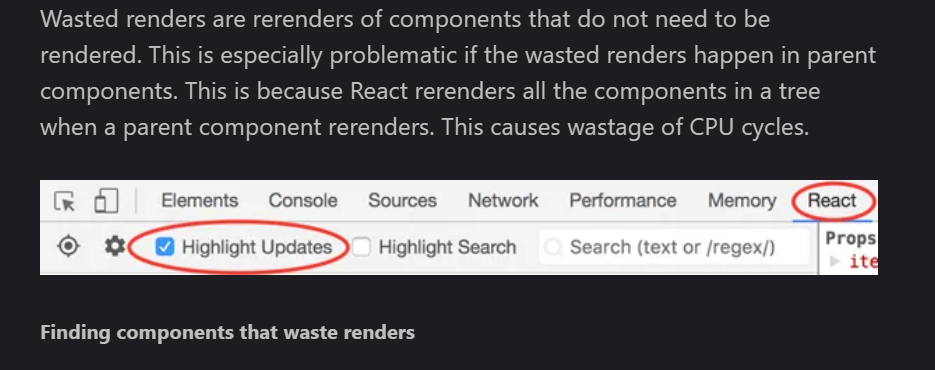 Wasted renders are rerenders of components that do not need to be
rendered. This is especially problematic if the wasted renders happen in parent
components. This is because React rerenders all the components in a tree
when a parent component rerenders. This causes wastage of CPU cycles.
Elements Console Sources Network Performance Memory React
Highlight Updates Highlight Search Search (text or /regex/) Props
ite
Finding components that waste renders